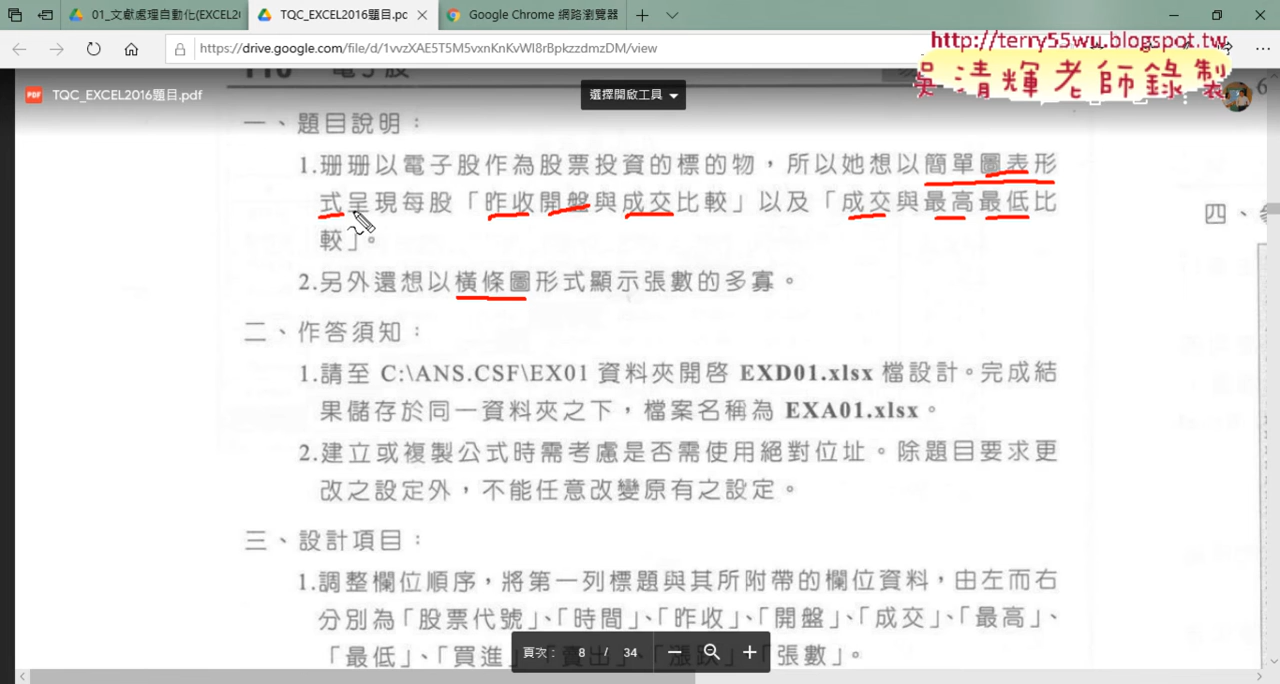 01_文獻處理自動化(EXCEL20
TQC_EXCEL2016題目.pc
Google Chrome 網路瀏覽器
https://drive.google.com/file/d/1vvzXAE5T5M5vxnKnKvWl8rBpkzzdmzDM/view
http://terry55wu.blogspot.tw
吳清輝老師錄製
110 電子股
PDF TQC_EXCEL2016題目.pdf
選擇開啟工具
一、題目說明：
1.珊珊以電子股作為股票投資的標的物，所以她想以簡單圖表形
式呈現每股「昨收開盤與成交比較」以及「成交與最高最低比
較」。
四、
2.另外還想以橫條圖形式顯示張數的多寡。
二、作答須知：
1.請至 C:\ANS.CSF\EX01 資料夾開啓 EXD01.xlsx 檔設計。完成結
果儲存於同一資料夾之下，檔案名稱為 EXA01.xlsx。
2.建立或複製公式時需考慮是否需使用絕對位址。除題目要求更
改之設定外，不能任意改變原有之設定。
三、設計項目：
1.調整欄位順序，將第一列標題與其所附帶的欄位資料，由左而右
分別為「股票代號」、「時間」、「昨收」、「開盤」、「成交」、「最高」、
「最低」、「買進」、「賣出」、「漲跌」、「張數」。
頁次： 8 / 34